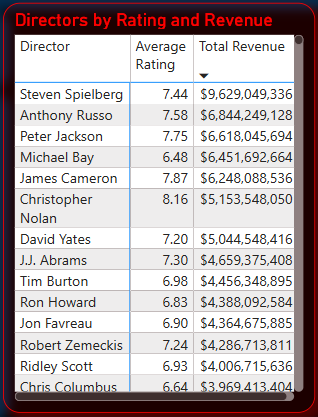 Directors by Rating and Revenue
Director Average Total Revenue
Rating
Steven Spielberg 7.44 $9,629,049,336
Anthony Russo 7.58 $6,844,249,128
Peter Jackson 7.75 $6,618,045,694
Michael Bay 6.48 $6,451,692,664
James Cameron 7.87 $6,248,088,536
Christopher 8.16 $5,153,548,050
Nolan
David Yates 7.20 $5,044,548,416
J.J. Abrams 7.30 $4,659,375,408
Tim Burton 6.98 $4,456,348,895
Ron Howard 6.83 $4,388,092,584
Jon Favreau 6.90 $4,364,675,885
Robert Zemeckis 7.24 $4,286,713,811
Ridley Scott 6.93 $4,006,715,636
Chris Columbus 6.64 $3,969,413,404